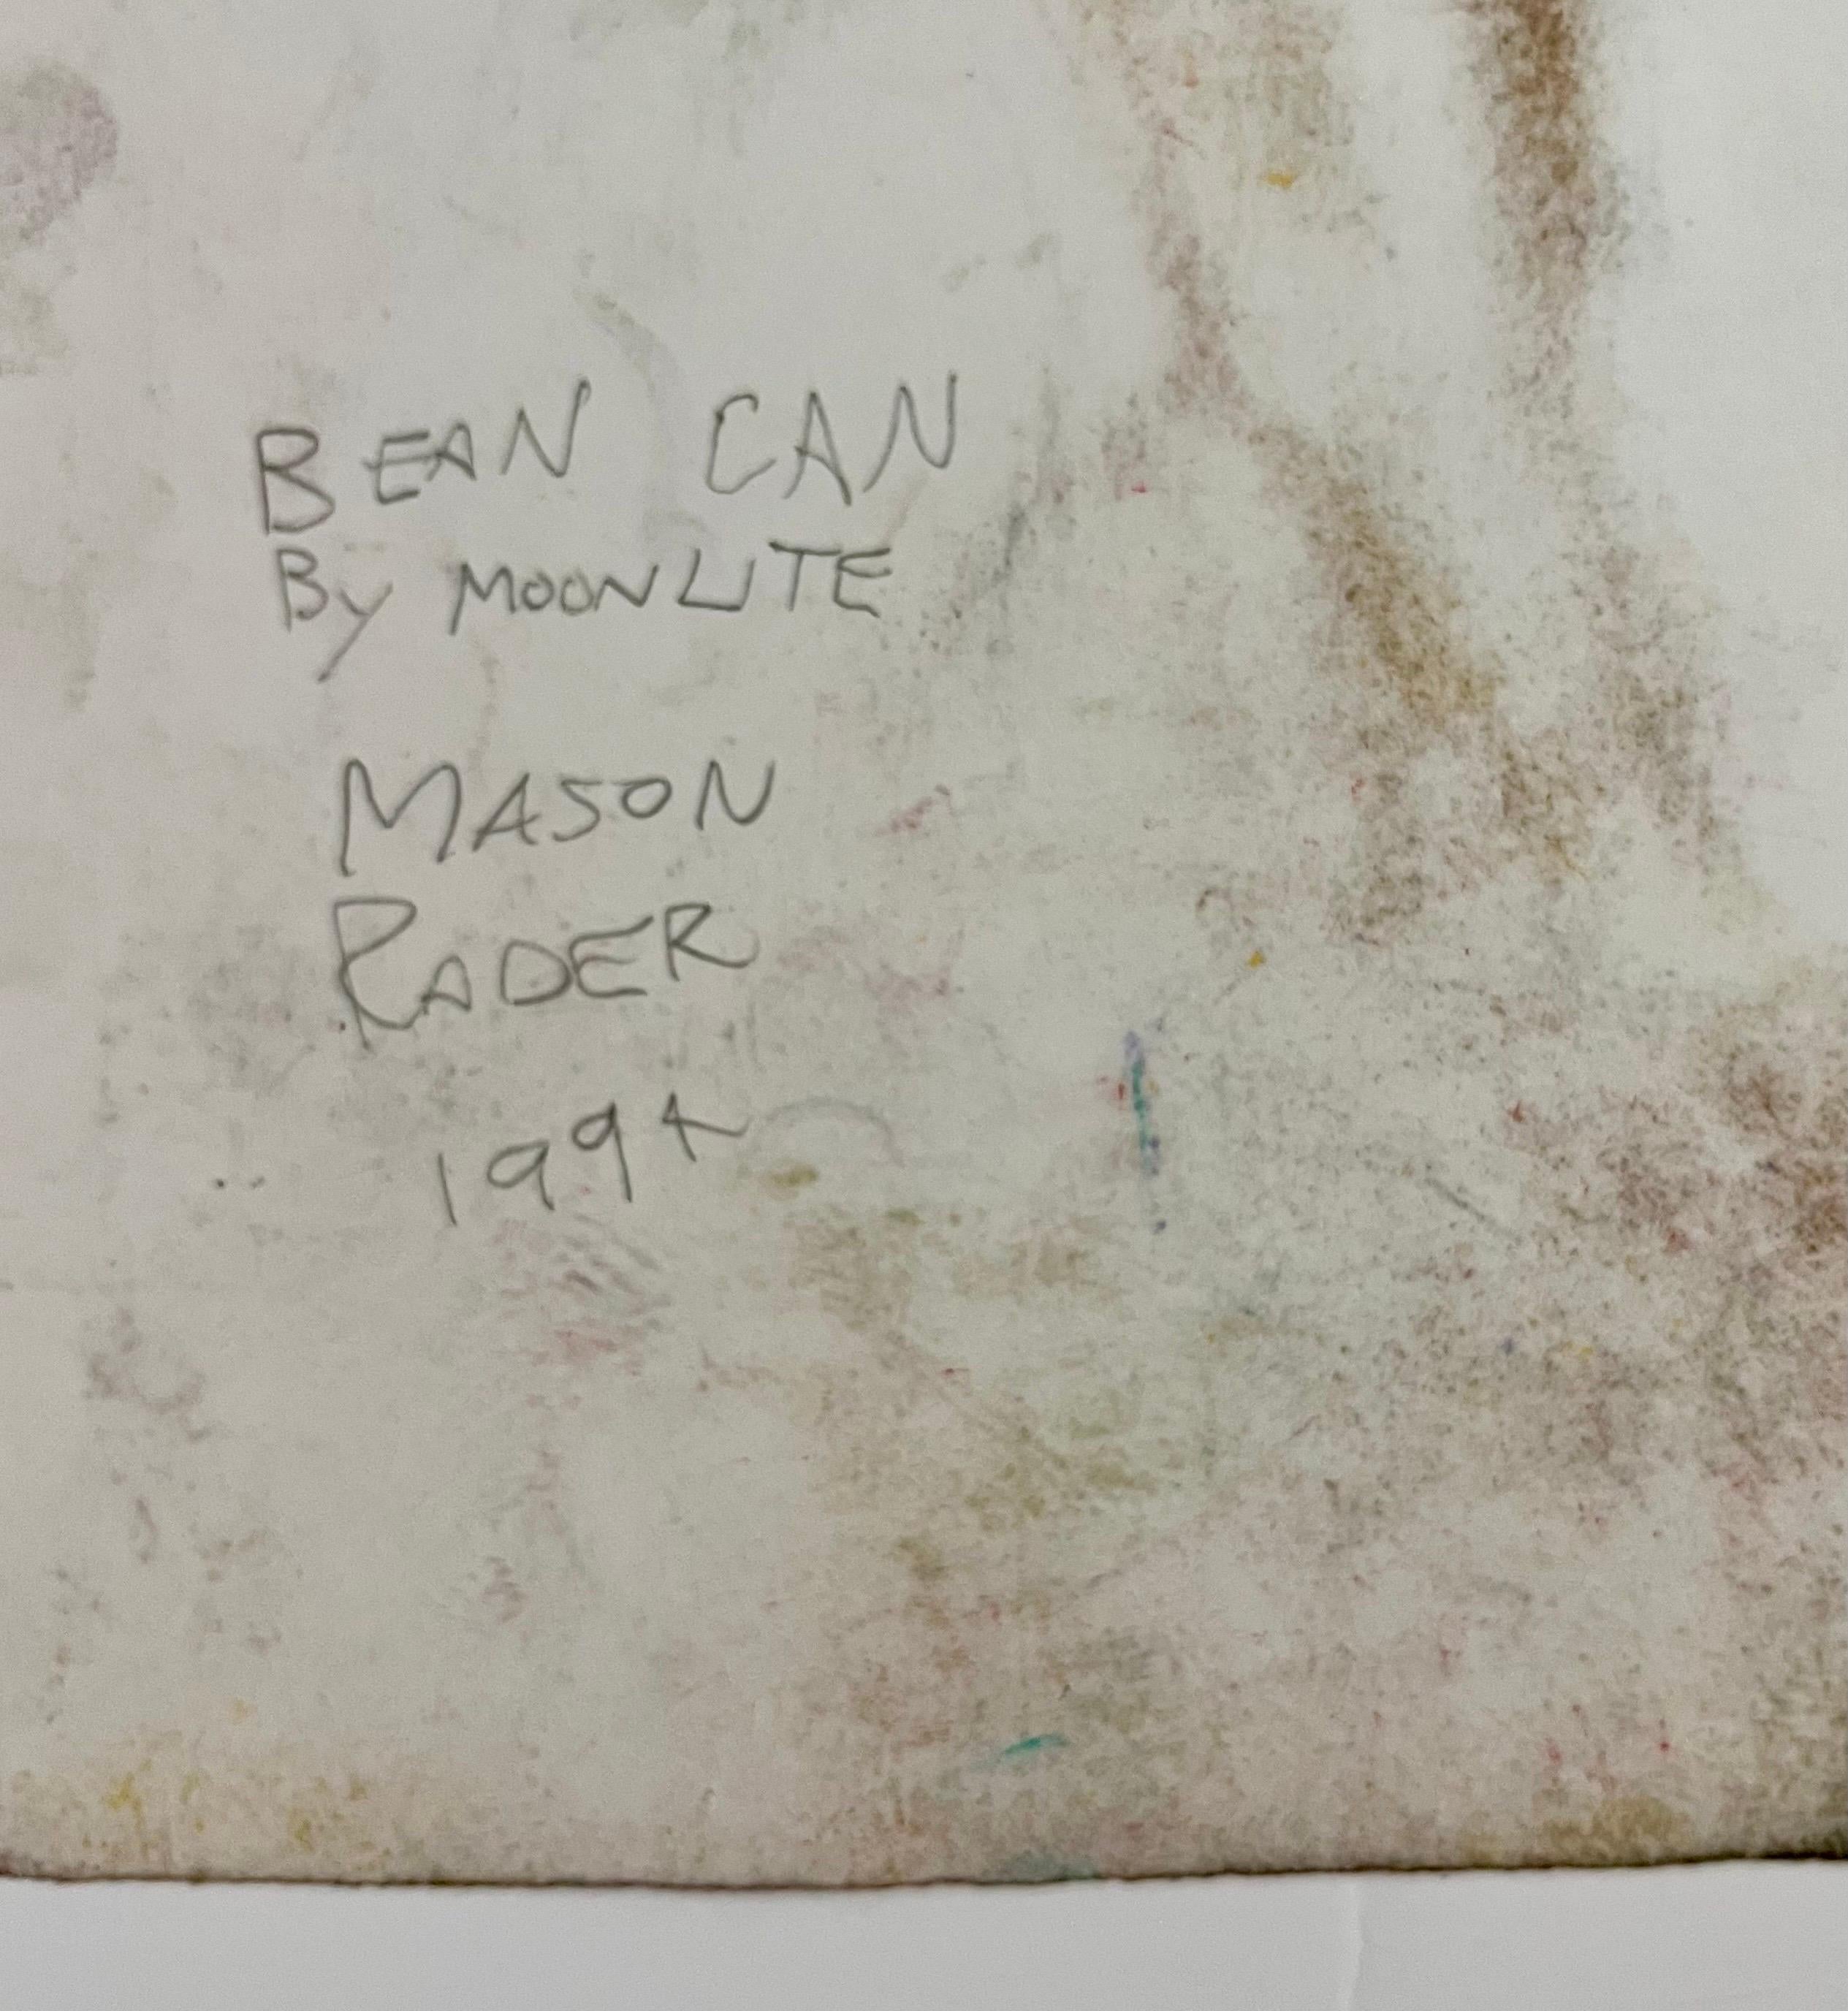 BEAN CAN
By MOONLITE
MASON
RADER
1994